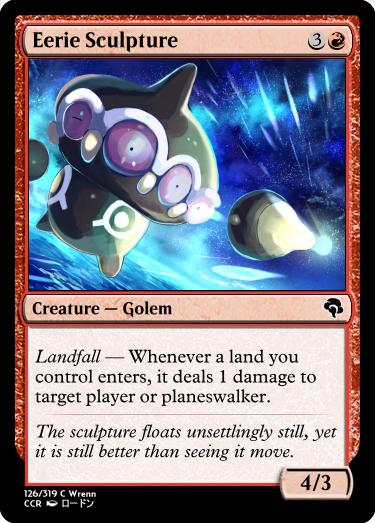 Eerie Sculpture 3
Creature — Golem
Landfall — Whenever a land you
control enters, it deals 1 damage to
target player or planeswalker.
The sculpture floats unsettlingly still, yet
it is still better than seeing it move.
4/3
126/319 C Wrenn
CCR ロードン